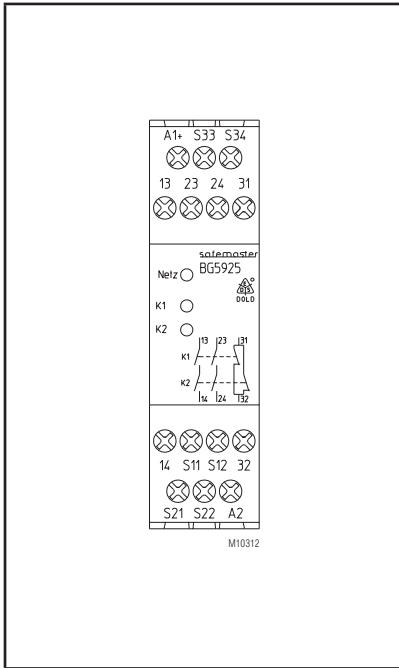 A1+ S33 S34
13 23 24 31
safemaster
BG5925
Netz
DOLD
K1
K2
13 23 31
K1
K2
14 24 32
14 S11 S12 32
S21 S22 A2
M10312